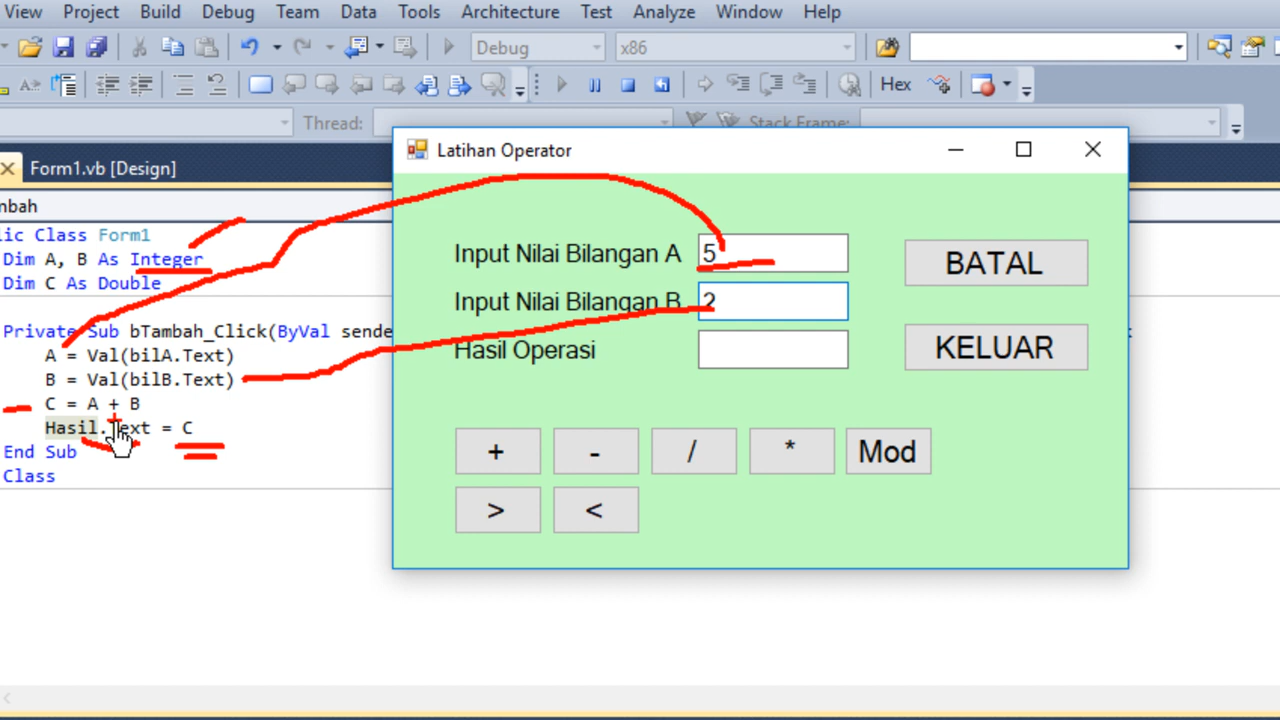 View Project Build Debug Team Data Tools Architecture Test Analyze Window Help
Debug x86
Hex
Thread: Stack Frame:
Form1.vb [Design]
Latihan Operator
mbah
lic Class Form1
Dim A, B As Integer
Dim C As Double
Private Sub bTambah_Click(ByVal sende
A = Val(bilA.Text)
B = Val(bilB.Text)
C = A + B
Hasil.Text = C
End Sub
Class
Input Nilai Bilangan A 5 BATAL
Input Nilai Bilangan B 2
Hasil Operasi KELUAR
+ - / * Mod
> <